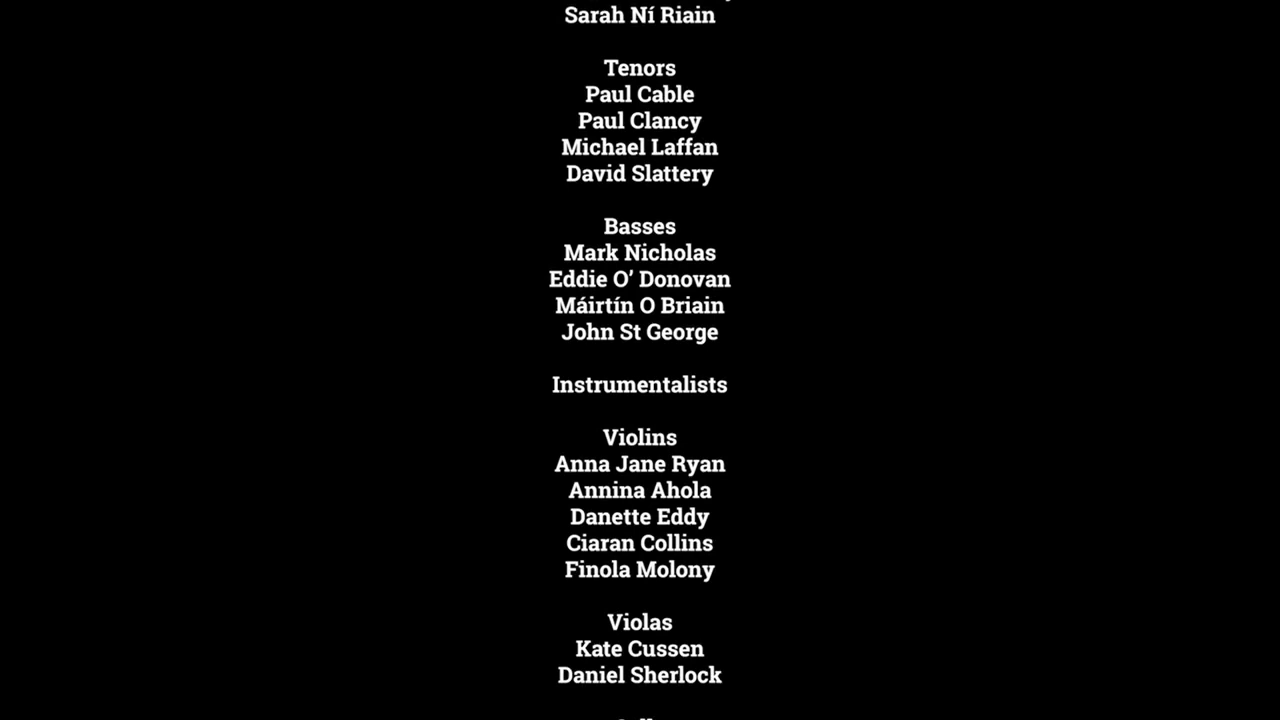 Sarah Ní Riain
Tenors
Paul Cable
Paul Clancy
Michael Laffan
David Slattery
Basses
Mark Nicholas
Eddie O’ Donovan
Máirtín O Briain
John St George
Instrumentalists
Violins
Anna Jane Ryan
Annina Ahola
Danette Eddy
Ciaran Collins
Finola Molony
Violas
Kate Cussen
Daniel Sherlock